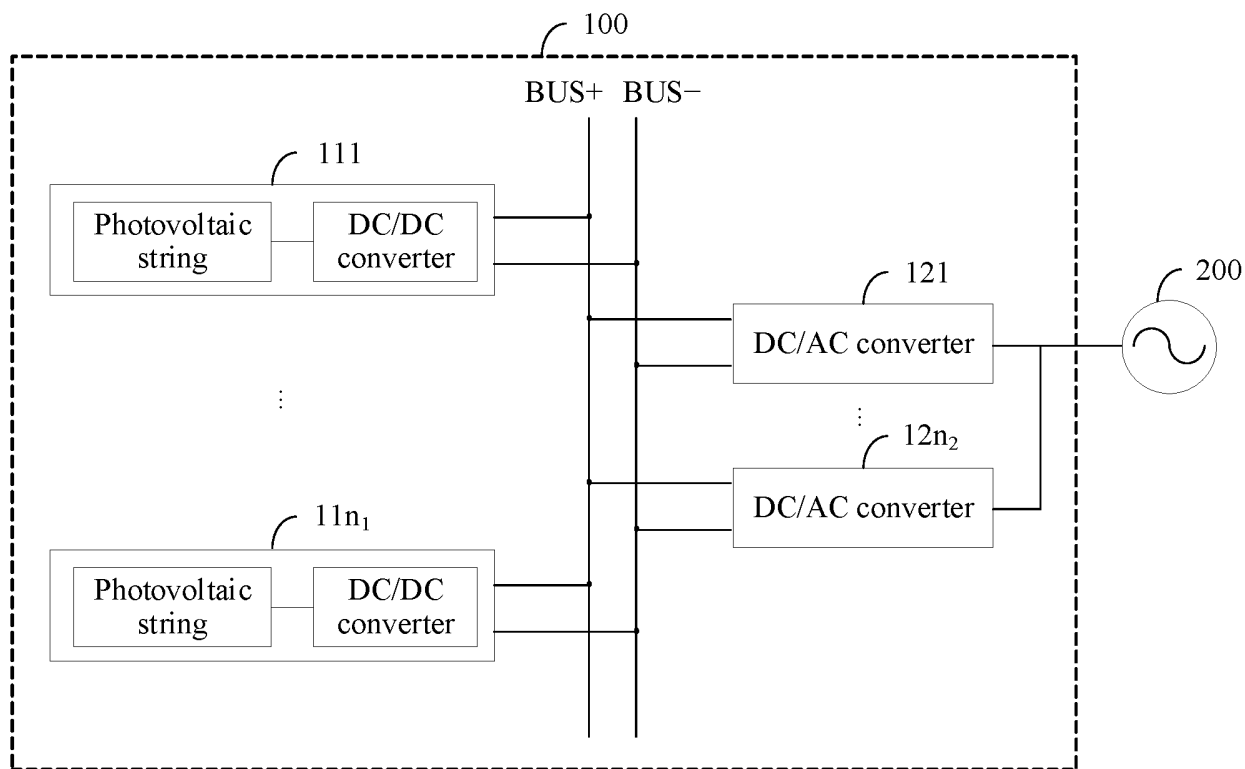 100
BUS+ BUS−
111
Photovoltaic
string
DC/DC
converter
121
DC/AC converter
200
⋮
⋮
12n₂
DC/AC converter
11n₁
Photovoltaic
string
DC/DC
converter